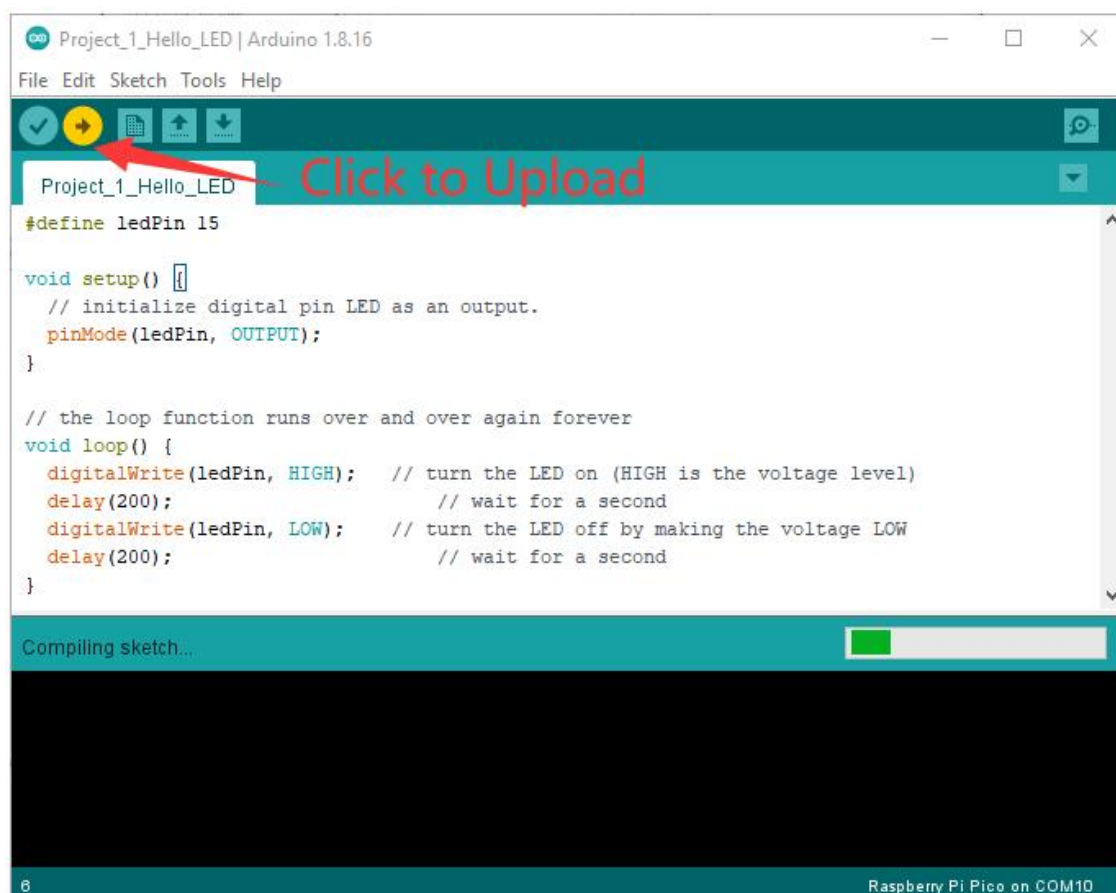 Project_1_Hello_LED | Arduino 1.8.16
File Edit Sketch Tools Help
Click to Upload
Project_1_Hello_LED
#define ledPin 15
void setup() {
  // initialize digital pin LED as an output.
  pinMode(ledPin, OUTPUT);
}
// the loop function runs over and over again forever
void loop() {
  digitalWrite(ledPin, HIGH);   // turn the LED on (HIGH is the voltage level)
  delay(200);                       // wait for a second
  digitalWrite(ledPin, LOW);    // turn the LED off by making the voltage LOW
  delay(200);                       // wait for a second
}
Compiling sketch...
6 Raspberry Pi Pico on COM10